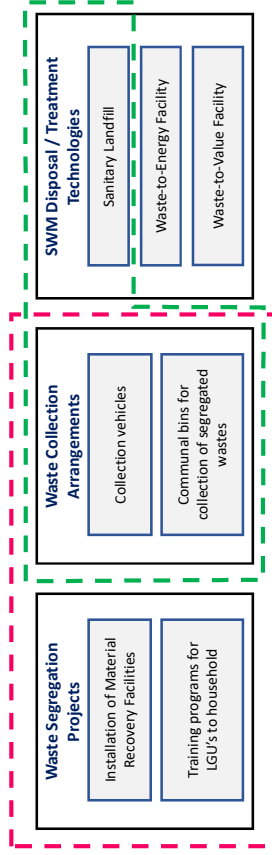 Waste Segregation
Projects
Installation of Material
Recovery Facilities
Training programs for
LGU's to household
Waste Collection
Arrangements
Collection vehicles
Communal bins for
collection of segregated
wastes
SWM Disposal / Treatment
Technologies
Sanitary Landfill
Waste-to-Energy Facility
Waste-to-Value Facility